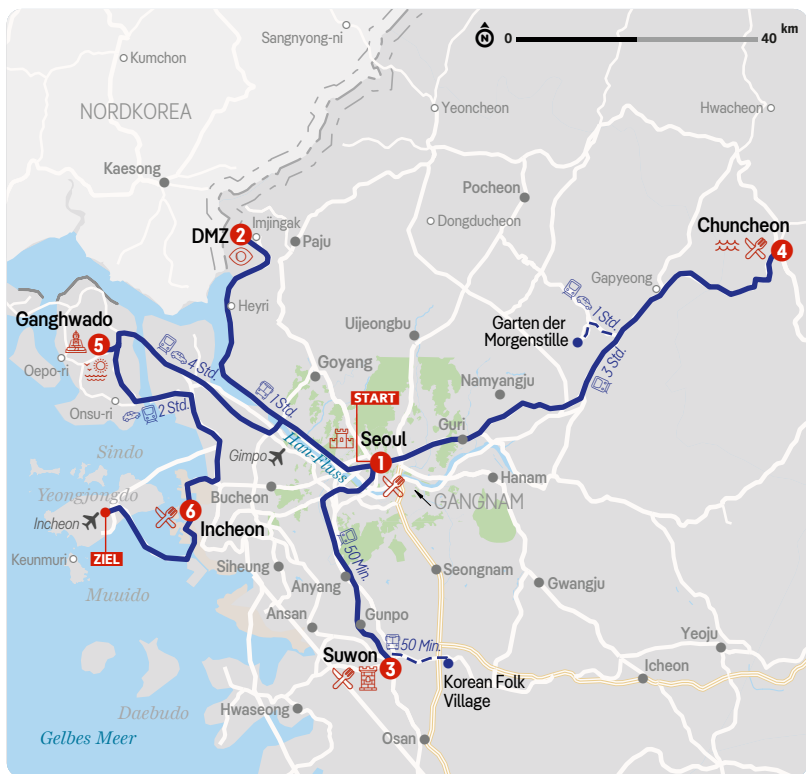 Sangnyong-ni
N
0
40 km
Kumchon
NORDKOREA
Yeoncheon
Hwacheon
Kaesong
Pocheon
Imjingak
DMZ 2
Paju
Dongducheon
Chuncheon
4
Heyri
Gapyeong
1 Std.
Ganghwado
5
Uijeongbu
Garten der
Morgenstille
3 Std.
Oepo-ri
4 Std.
Goyang
1 Std.
Namyangju
Onsu-ri
2 Std.
START
Seoul
1
Guri
Sindo
Gimpo
Han-Fluss
Hanam
Yeongjongdo
Bucheon
GANGNAM
Incheon
6
Incheon
ZIEL
50 Min.
Keunmuri
Siheung
Anyang
Seongnam
Gwangju
Muuido
Ansan
Gunpo
50 Min.
Yeoju
Suwon
3
Icheon
Korean Folk
Village
Daebudo
Hwaseong
Gelbes Meer
Osan